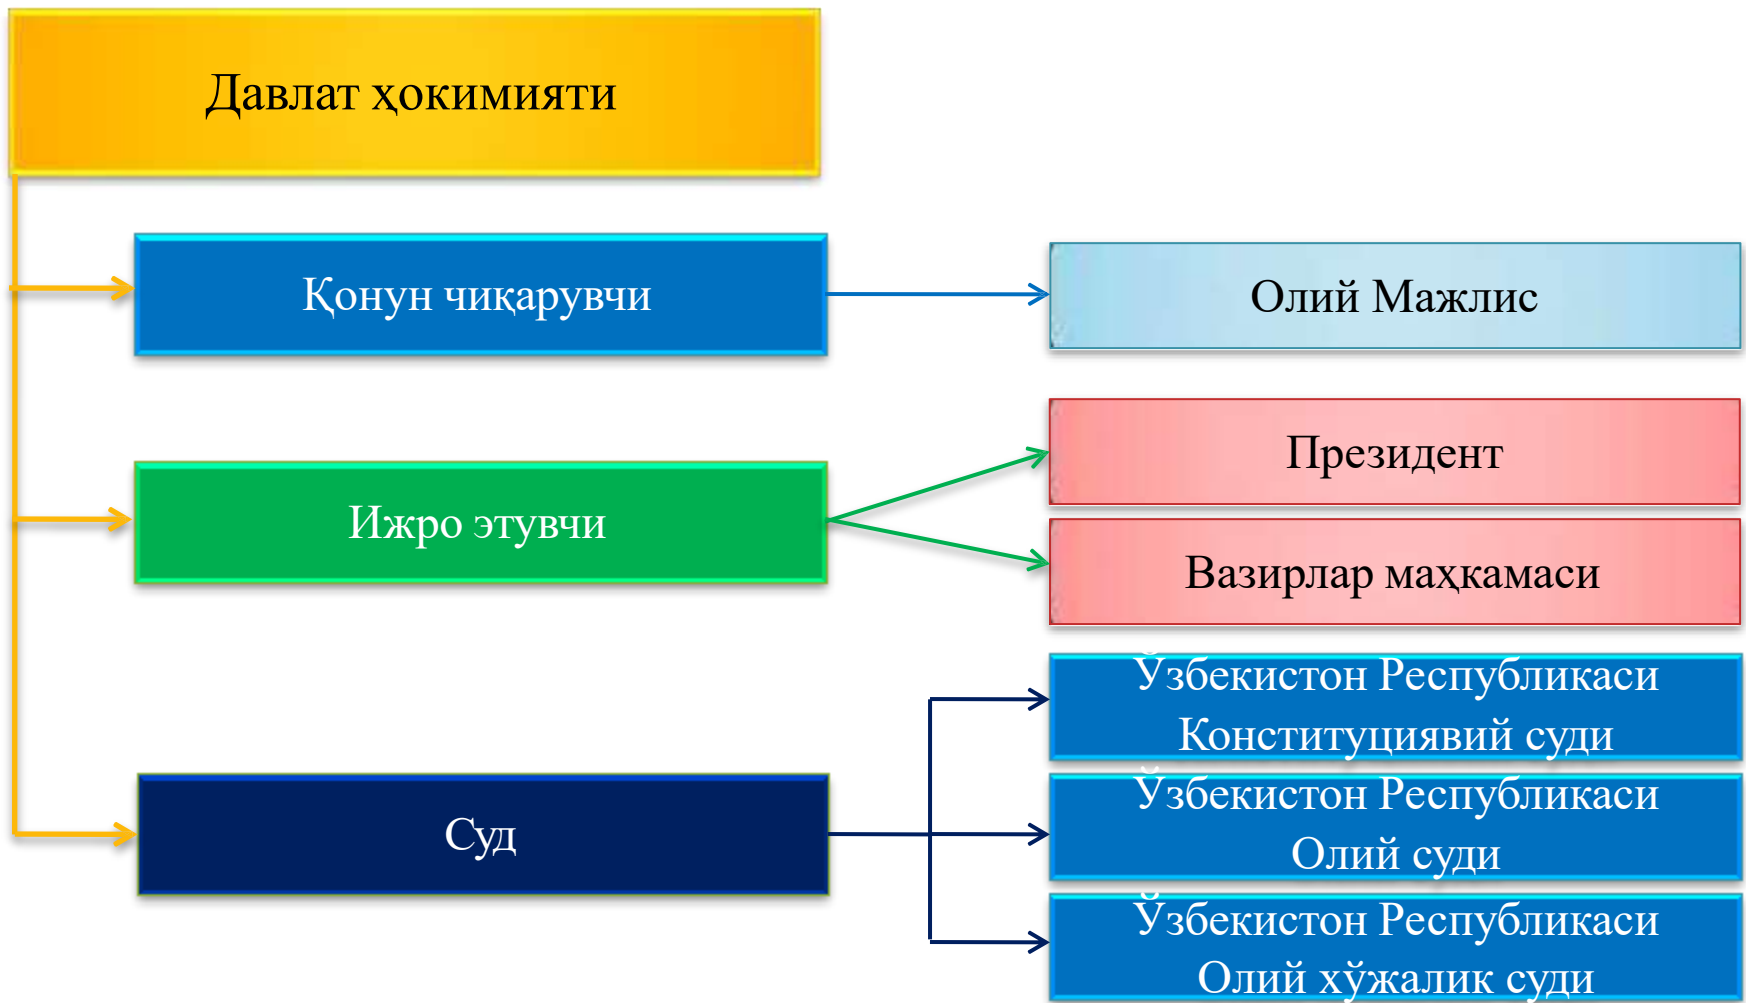 Давлат ҳокимияти
Қонун чиқарувчи
Олий Мажлис
Ижро этувчи
Президент
Вазирлар маҳкамаси
Суд
Ўзбекистон Республикаси
Конституциявий суди
Ўзбекистон Республикаси
Олий суди
Ўзбекистон Республикаси
Олий хўжалик суди